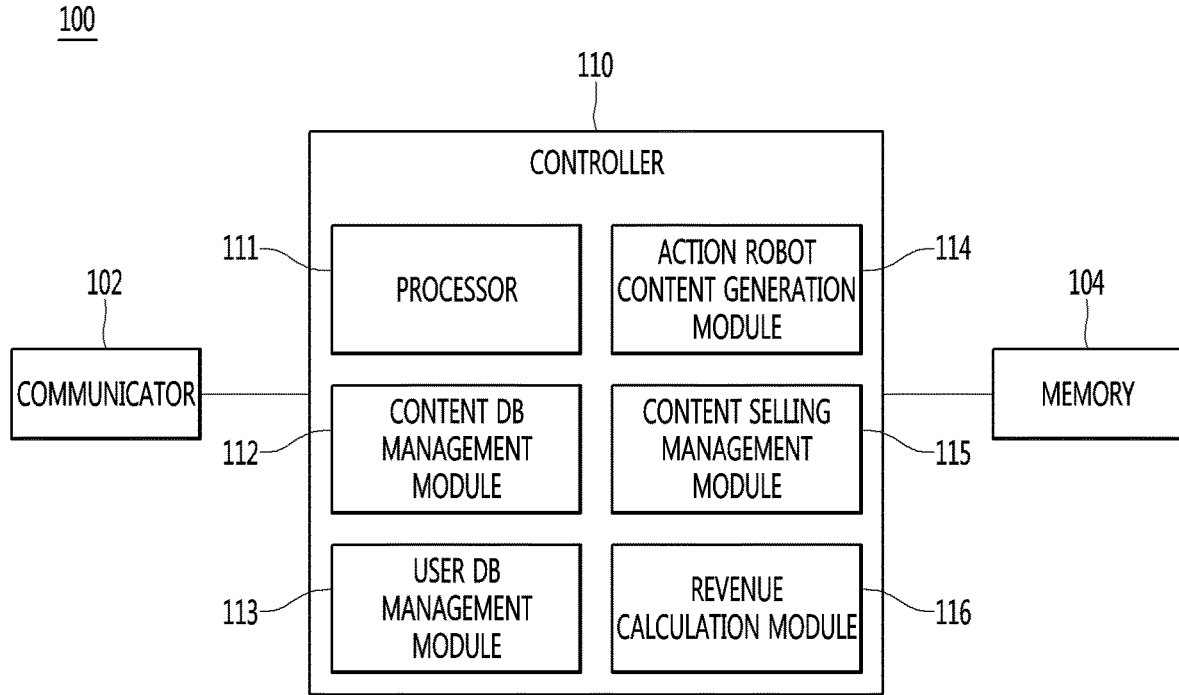 100
110
CONTROLLER
111
PROCESSOR
ACTION ROBOT
CONTENT GENERATION
MODULE
114
102
COMMUNICATOR
104
MEMORY
112
CONTENT DB
MANAGEMENT
MODULE
CONTENT SELLING
MANAGEMENT
MODULE
115
113
USER DB
MANAGEMENT
MODULE
REVENUE
CALCULATION MODULE
116